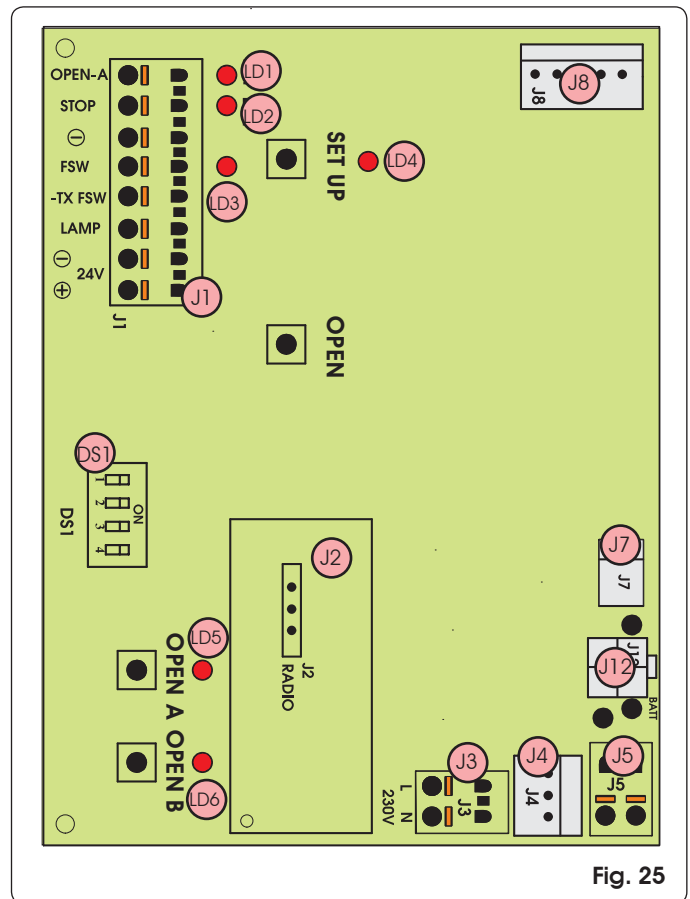 OPEN-A
LD1
STOP
LD2
⊖
FSW
-TX FSW
LD3
LAMP
⊖
24V
⊕
J1
J1
SET UP
LD4
J8
J8
OPEN
DS1
DS1
1
2
3
4
ON
J2
J2
RADIO
LD5
OPEN A
OPEN B
LD6
J7
J7
J12
BATT
J3
J3
L
N
230V
J4
J4
J5
J5
Fig. 25